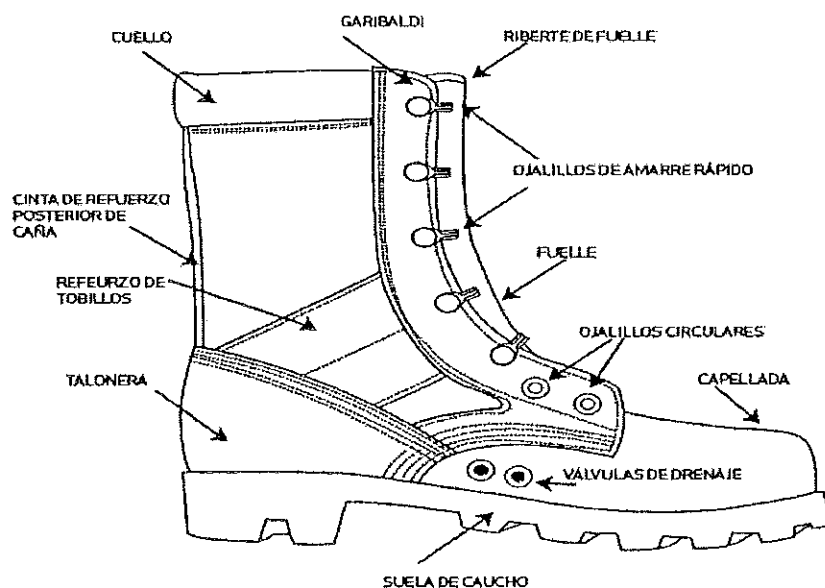 GARIBALDI
CUELLO
RIBERTE DE FUELLE
OJALILLOS DE AMARRE RÁPIDO
CINTA DE REFUERZO
POSTERIOR DE
CAÑA
FUELLE
REFEURZO DE
TOBILLOS
OJALILLOS CIRCULARES
TALONERA
CAPELLADA
VÁLVULAS DE DRENAJE
SUELA DE CAUCHO